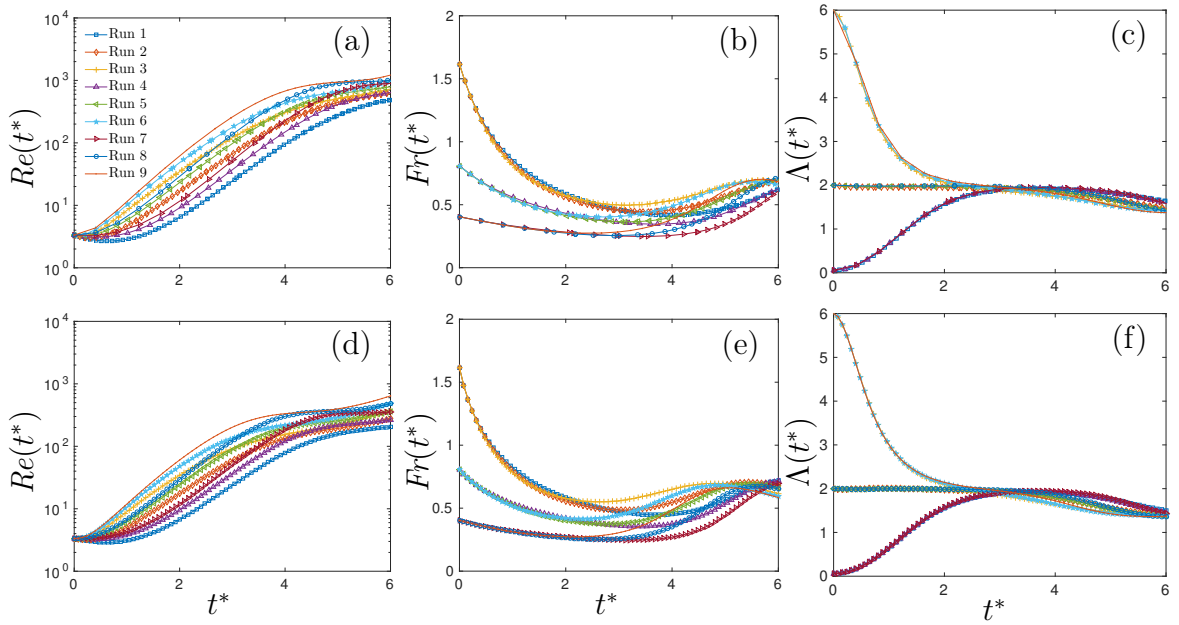 10^4
10^3
10^2
10^1
10^0
Re(t*)
Run 1
Run 2
Run 3
Run 4
Run 5
Run 6
Run 7
Run 8
Run 9
(a)
0 2 4 6
2
1.5
1
0.5
0
Fr(t*)
(b)
0 2 4 6
6
5
4
3
2
1
0
Λ(t*)
(c)
0 2 4 6
10^4
10^3
10^2
10^1
10^0
Re(t*)
(d)
0 2 4 6
t*
2
1.5
1
0.5
0
Fr(t*)
(e)
0 2 4 6
t*
6
5
4
3
2
1
0
Λ(t*)
(f)
0 2 4 6
t*